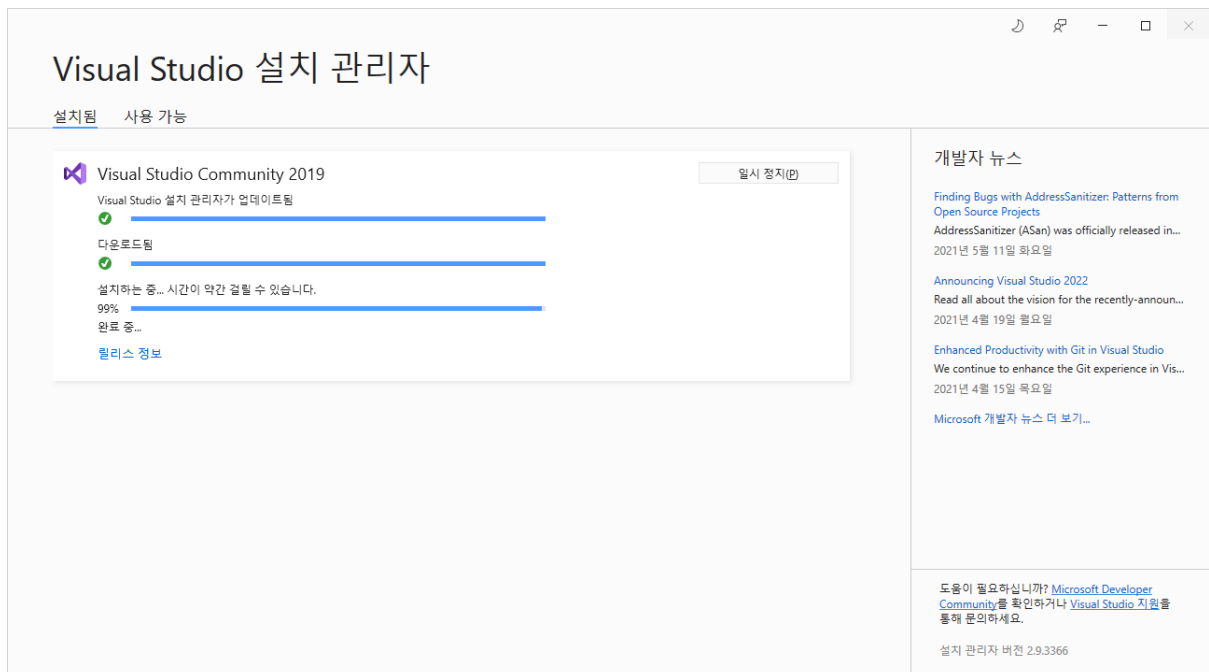 Visual Studio 설치 관리자
설치됨
사용 가능
Visual Studio Community 2019
일시 정지(P)
Visual Studio 설치 관리자가 업데이트됨
다운로드됨
설치하는 중... 시간이 약간 걸릴 수 있습니다.
99%
완료 중...
릴리스 정보
개발자 뉴스
Finding Bugs with AddressSanitizer: Patterns from
Open Source Projects
AddressSanitizer (ASan) was officially released in...
2021년 5월 11일 화요일
Announcing Visual Studio 2022
Read all about the vision for the recently-announ...
2021년 4월 19일 월요일
Enhanced Productivity with Git in Visual Studio
We continue to enhance the Git experience in Vis...
2021년 4월 15일 목요일
Microsoft 개발자 뉴스 더 보기...
도움이 필요하십니까? Microsoft Developer
Community를 확인하거나 Visual Studio 지원을
통해 문의하세요.
설치 관리자 버전 2.9.3366